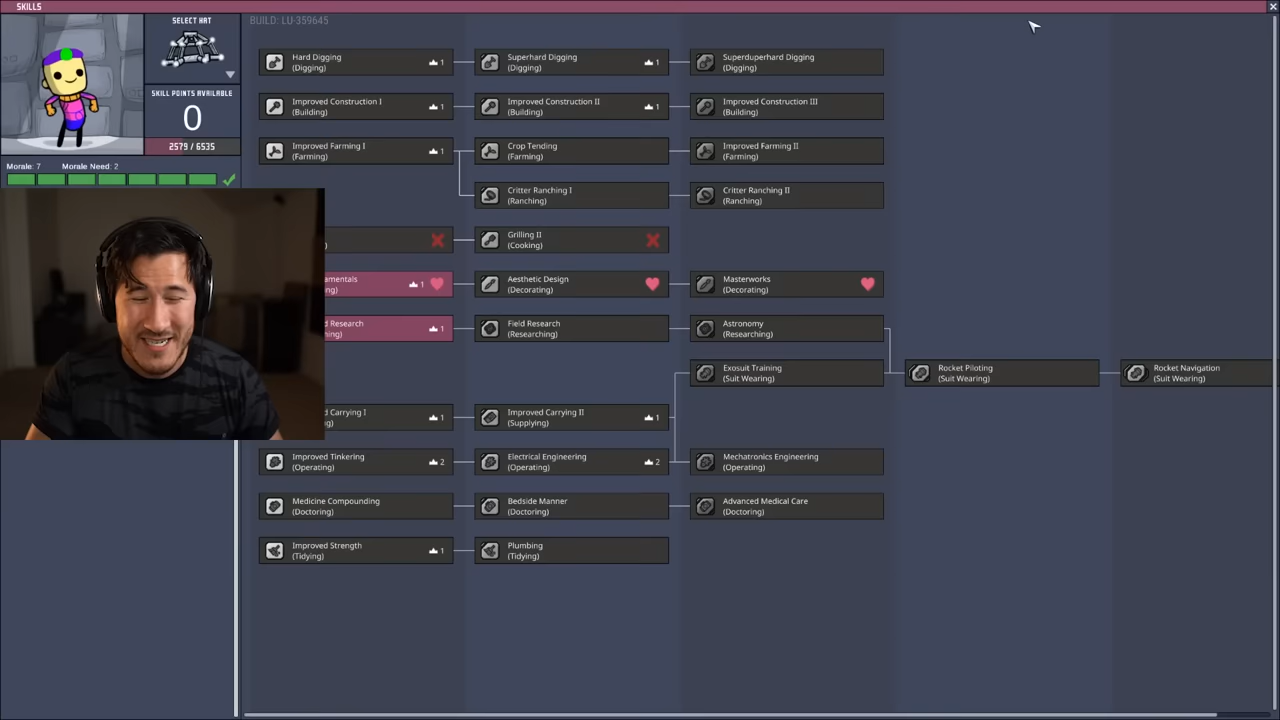 SKILLS
SELECT HAT
SKILL POINTS AVAILABLE
0
2579 / 6535
Morale: 7 Morale Need: 2
BUILD: LU-359645
Hard Digging
(Digging)
1
Superhard Digging
(Digging)
1
Superduperhard Digging
(Digging)
Improved Construction I
(Building)
1
Improved Construction II
(Building)
1
Improved Construction III
(Building)
Improved Farming I
(Farming)
1
Crop Tending
(Farming)
Improved Farming II
(Farming)
Critter Ranching I
(Ranching)
Critter Ranching II
(Ranching)
)
Grilling II
(Cooking)
amentals
ng)
1
Aesthetic Design
(Decorating)
Masterworks
(Decorating)
d Research
ning)
1
Field Research
(Researching)
Astronomy
(Researching)
Exosuit Training
(Suit Wearing)
Rocket Piloting
(Suit Wearing)
Rocket Navigation
(Suit Wearing)
d Carrying I
ng)
1
Improved Carrying II
(Supplying)
1
Improved Tinkering
(Operating)
2
Electrical Engineering
(Operating)
2
Mechatronics Engineering
(Operating)
Medicine Compounding
(Doctoring)
Bedside Manner
(Doctoring)
Advanced Medical Care
(Doctoring)
Improved Strength
(Tidying)
1
Plumbing
(Tidying)